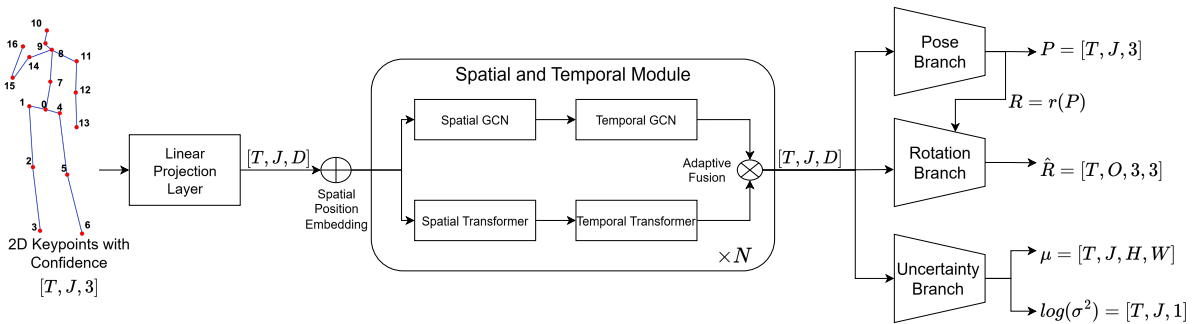 10
16
9
8
11
14
15
7
12
1
0
4
13
2
5
3
6
2D Keypoints with
Confidence
[T, J, 3]
Linear
Projection
Layer
[T, J, D]
Spatial
Position
Embedding
Spatial and Temporal Module
Spatial GCN
Temporal GCN
Spatial Transformer
Temporal Transformer
Adaptive
Fusion
×N
[T, J, D]
Pose
Branch
P = [T, J, 3]
R = r(P)
Rotation
Branch
R̂ = [T, O, 3, 3]
Uncertainty
Branch
μ = [T, J, H, W]
log(σ²) = [T, J, 1]